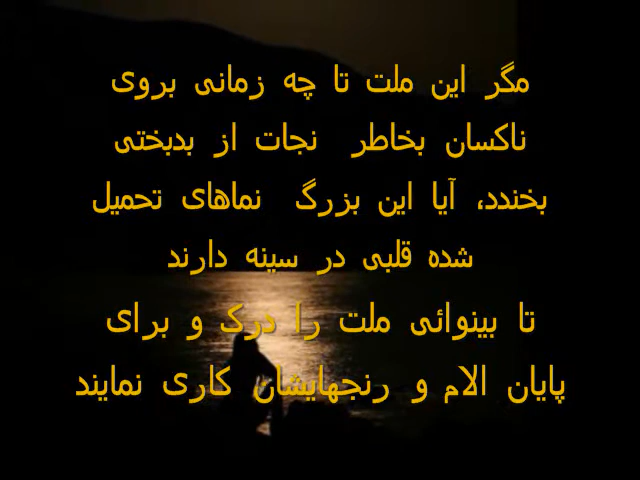 مگر این ملت تا چه زمانی بروی
ناکسان بخاطر نجات از بدبختی
بخندد، آیا این بزرگ نماهای تحمیل
شده قلبی در سینه دارند
تا بینوائی ملت را درک و برای
پایان الام و رنجهایشان کاری نمایند